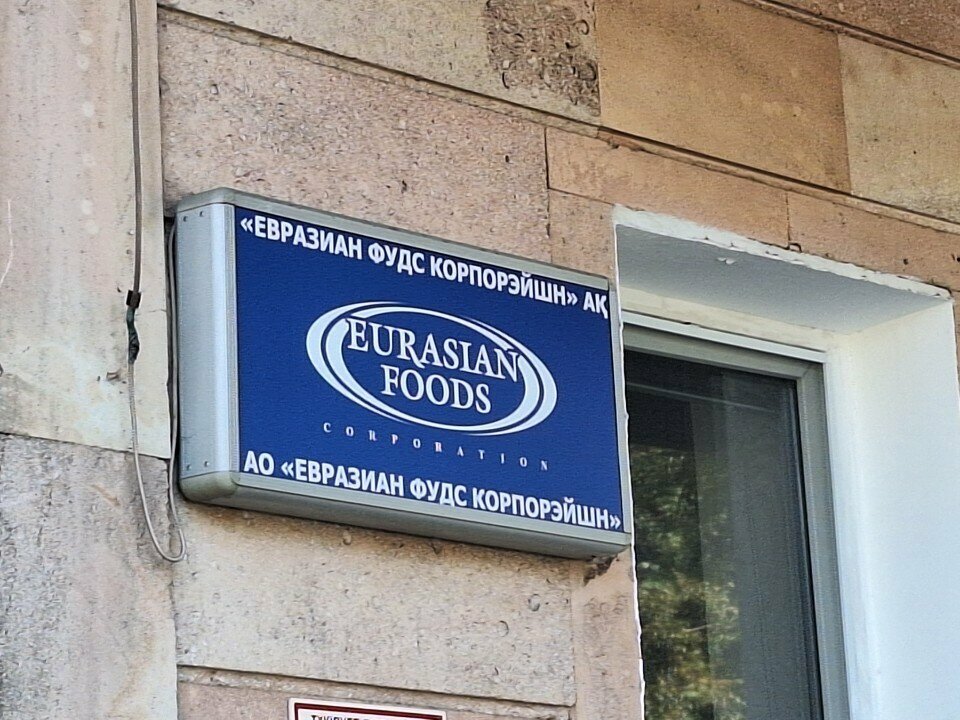 «ЕВРАЗИАН ФУДС КОРПОРЭЙШН» АҚ
EURASIAN
FOODS
CORPORATION
АО «ЕВРАЗИАН ФУДС КОРПОРЭЙШН»